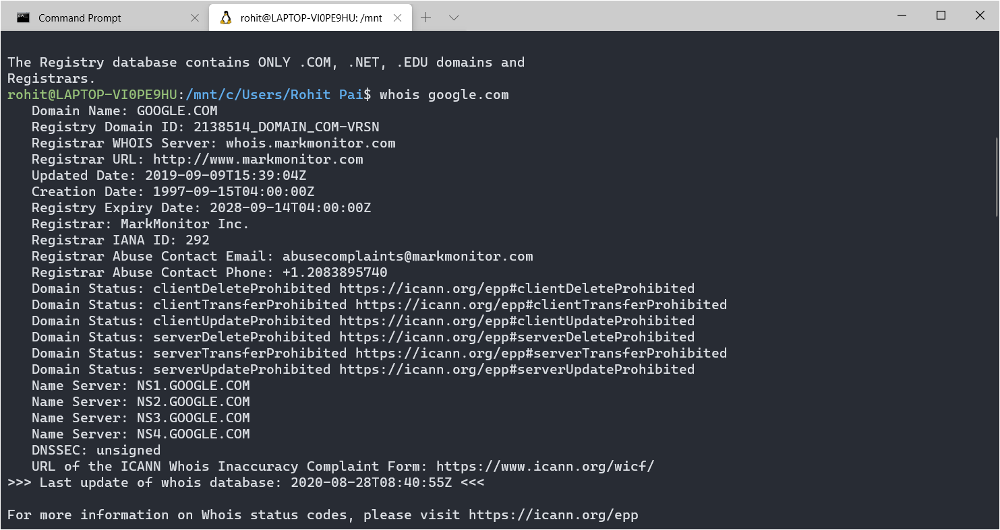 Command Prompt
rohit@LAPTOP-VI0PE9HU: /mnt
The Registry database contains ONLY .COM, .NET, .EDU domains and
Registrars.
rohit@LAPTOP-VI0PE9HU:/mnt/c/Users/Rohit Pai$ whois google.com
   Domain Name: GOOGLE.COM
   Registry Domain ID: 2138514_DOMAIN_COM-VRSN
   Registrar WHOIS Server: whois.markmonitor.com
   Registrar URL: http://www.markmonitor.com
   Updated Date: 2019-09-09T15:39:04Z
   Creation Date: 1997-09-15T04:00:00Z
   Registry Expiry Date: 2028-09-14T04:00:00Z
   Registrar: MarkMonitor Inc.
   Registrar IANA ID: 292
   Registrar Abuse Contact Email: abusecomplaints@markmonitor.com
   Registrar Abuse Contact Phone: +1.2083895740
   Domain Status: clientDeleteProhibited https://icann.org/epp#clientDeleteProhibited
   Domain Status: clientTransferProhibited https://icann.org/epp#clientTransferProhibited
   Domain Status: clientUpdateProhibited https://icann.org/epp#clientUpdateProhibited
   Domain Status: serverDeleteProhibited https://icann.org/epp#serverDeleteProhibited
   Domain Status: serverTransferProhibited https://icann.org/epp#serverTransferProhibited
   Domain Status: serverUpdateProhibited https://icann.org/epp#serverUpdateProhibited
   Name Server: NS1.GOOGLE.COM
   Name Server: NS2.GOOGLE.COM
   Name Server: NS3.GOOGLE.COM
   Name Server: NS4.GOOGLE.COM
   DNSSEC: unsigned
   URL of the ICANN Whois Inaccuracy Complaint Form: https://www.icann.org/wicf/
>>> Last update of whois database: 2020-08-28T08:40:55Z <<<
For more information on Whois status codes, please visit https://icann.org/epp